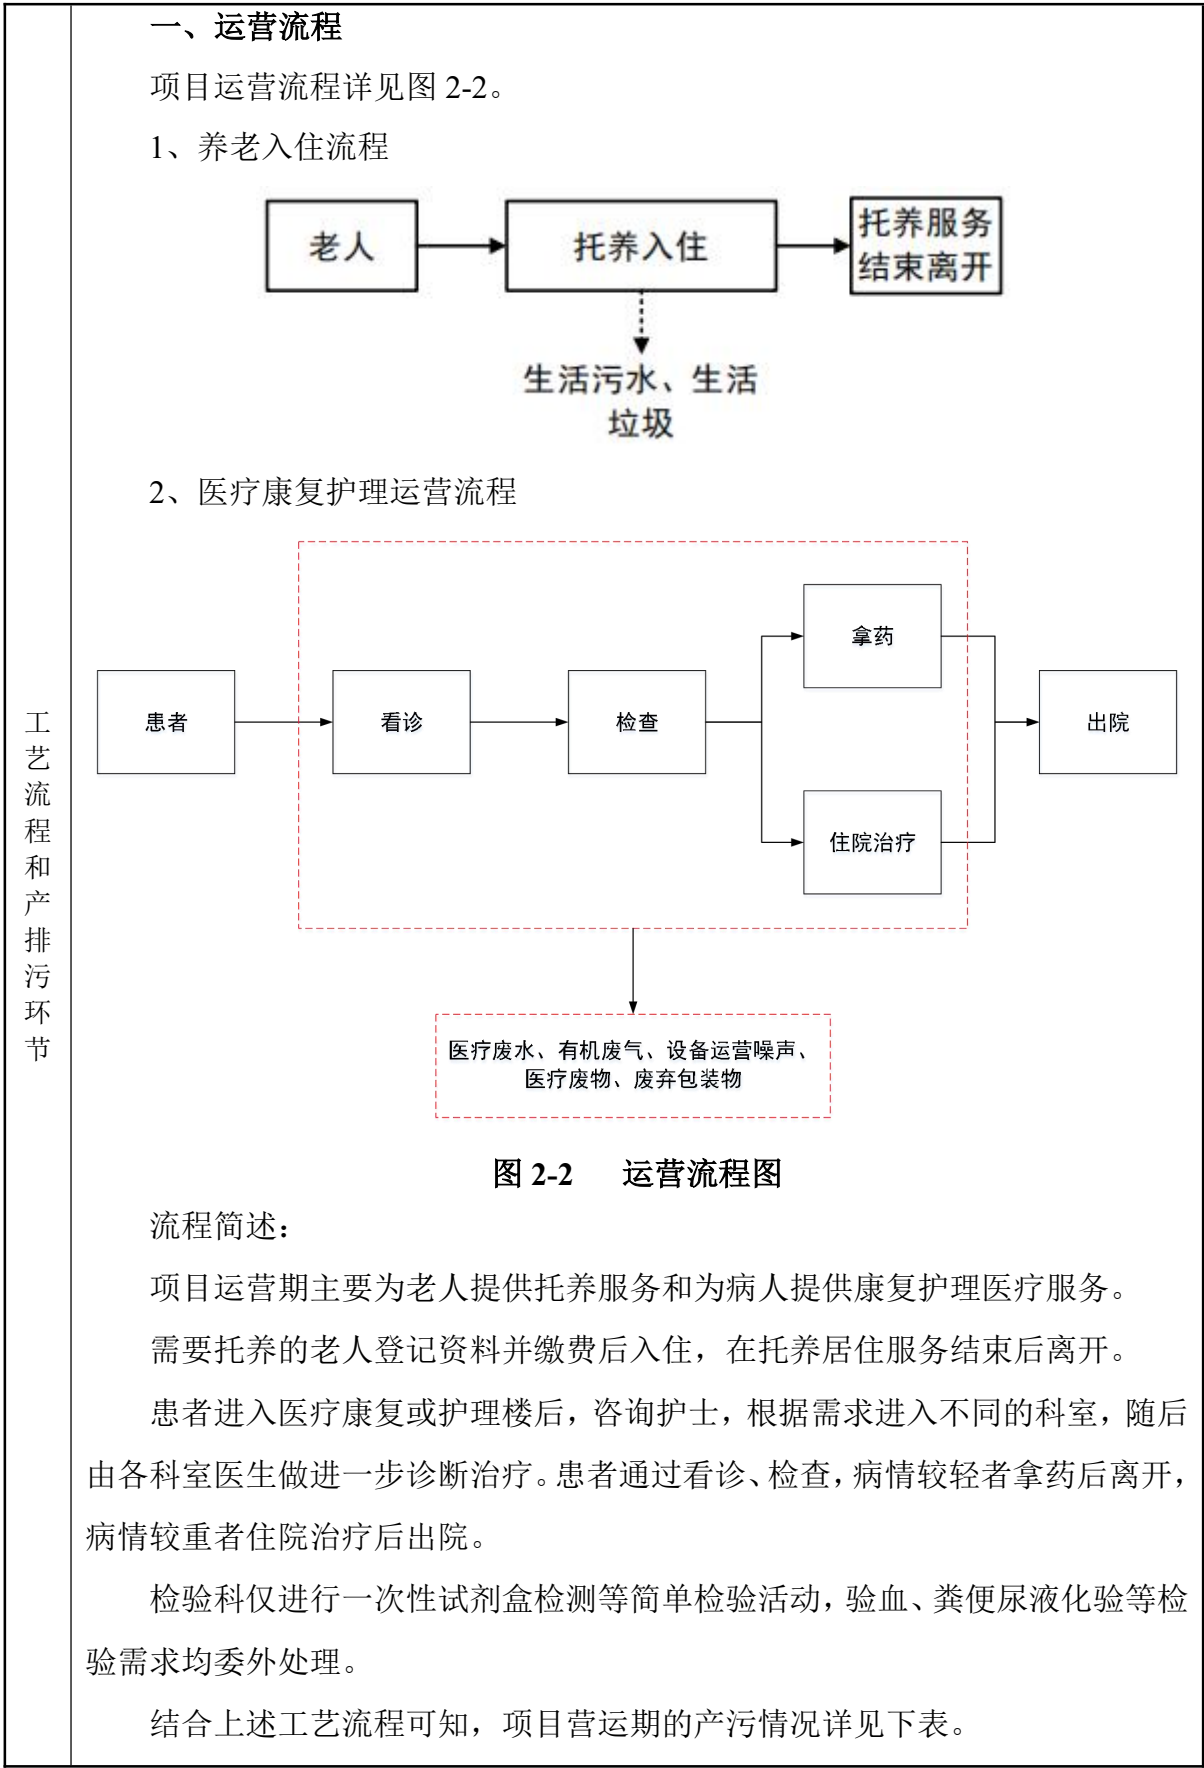 一、运营流程
项目运营流程详见图 2-2。
1、养老入住流程
老人
托养入住
托养服务
结束离开
生活污水、生活
垃圾
2、医疗康复护理运营流程
患者
看诊
检查
拿药
住院治疗
出院
医疗废水、有机废气、设备运营噪声、
医疗废物、废弃包装物
图 2-2 运营流程图
工
艺
流
程
和
产
排
污
环
节
流程简述：
项目运营期主要为老人提供托养服务和为病人提供康复护理医疗服务。
需要托养的老人登记资料并缴费后入住，在托养居住服务结束后离开。
患者进入医疗康复或护理楼后，咨询护士，根据需求进入不同的科室，随后
由各科室医生做进一步诊断治疗。患者通过看诊、检查，病情较轻者拿药后离开，
病情较重者住院治疗后出院。
检验科仅进行一次性试剂盒检测等简单检验活动，验血、粪便尿液化验等检
验需求均委外处理。
结合上述工艺流程可知，项目营运期的产污情况详见下表。